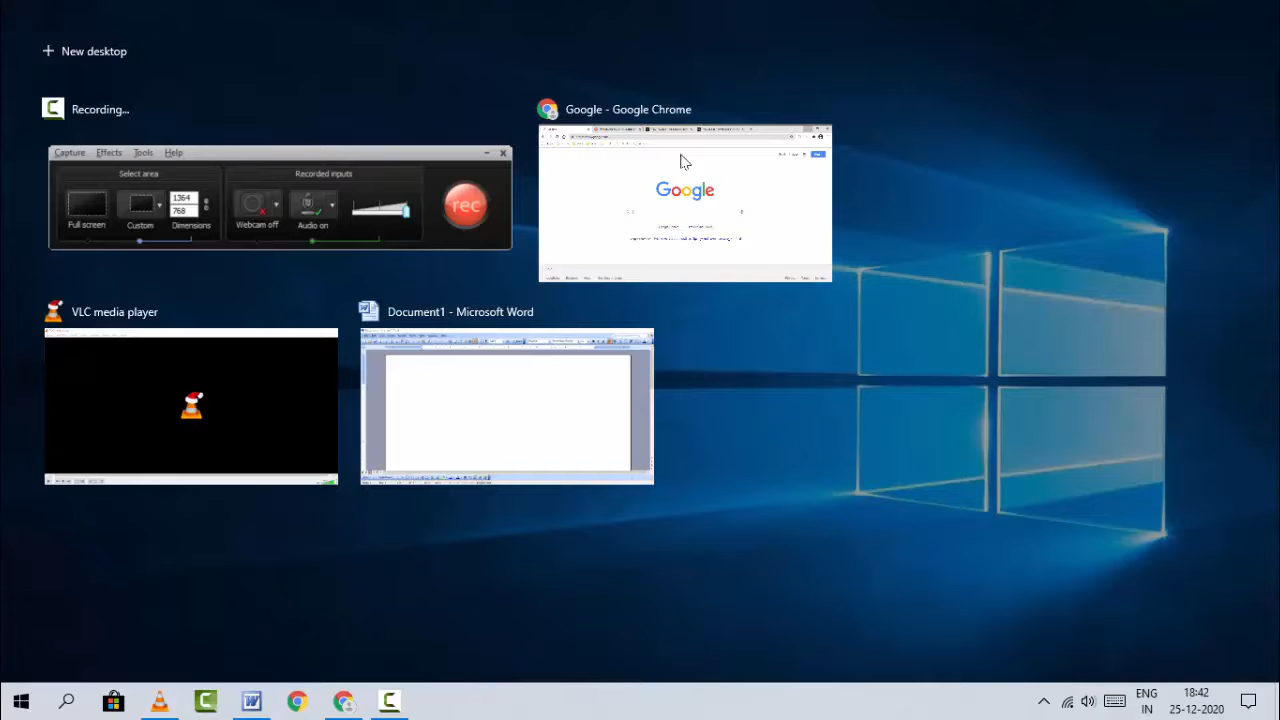 New desktop
Recording...
Capture Effects Tools Help
Select area
Recorded inputs
Full screen
Custom
1364
768
Dimensions
Webcam off
Audio on
rec
Google - Google Chrome
Google
VLC media player
Document1 - Microsoft Word
ENG
IN
18:42
25-12-2020